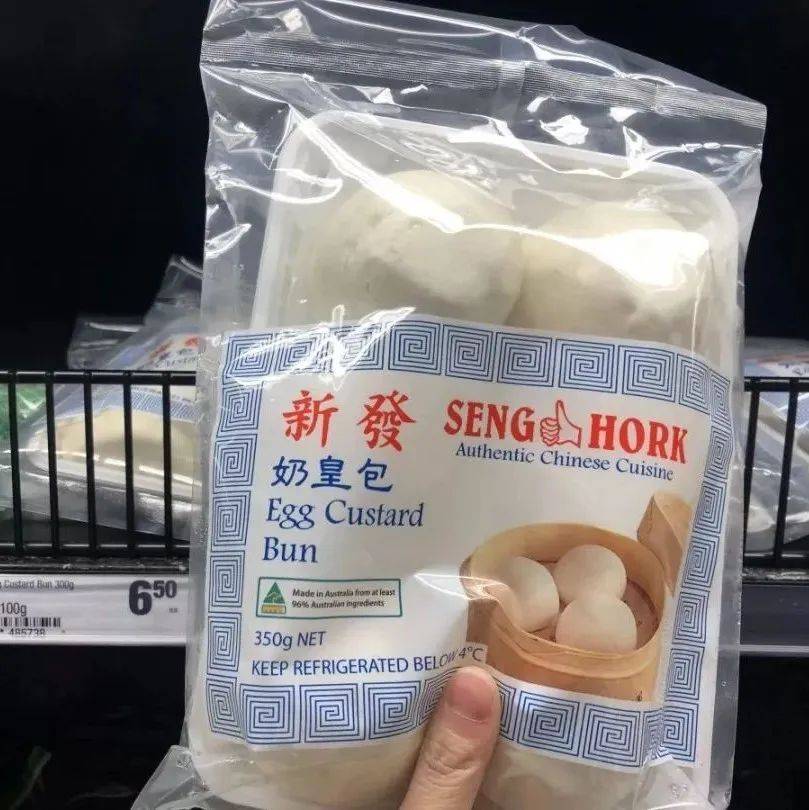 新發
SENG HORK
Authentic Chinese Cuisine
奶皇包
Egg Custard
Bun
Made in Australia from at least
96% Australian ingredients
350g NET
KEEP REFRIGERATED BELOW 4°C
Custard Bun 300g
6.50
100g
485738